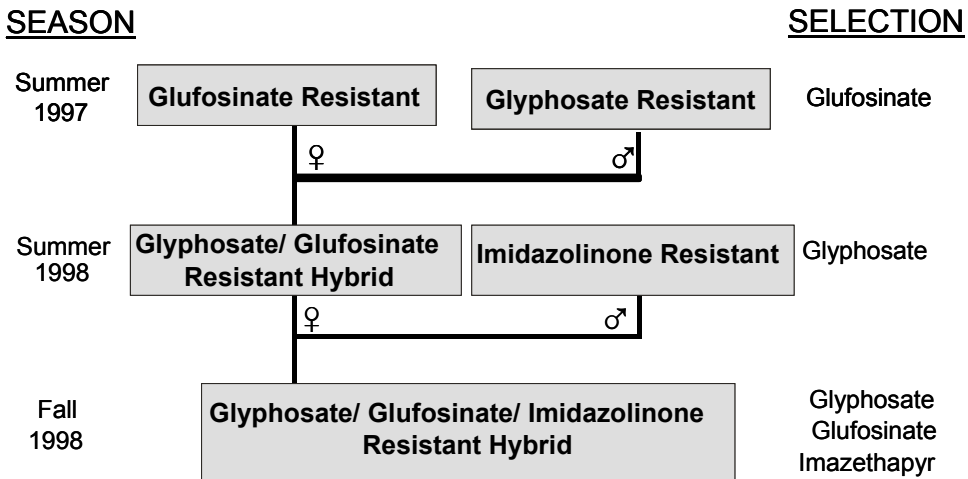 SEASON
SELECTION
Summer
1997
Glufosinate Resistant
Glyphosate Resistant
Glufosinate
♀
♂
Summer
1998
Glyphosate/ Glufosinate
Resistant Hybrid
Imidazolinone Resistant
Glyphosate
♀
♂
Fall
1998
Glyphosate/ Glufosinate/ Imidazolinone
Resistant Hybrid
Glyphosate
Glufosinate
Imazethapyr